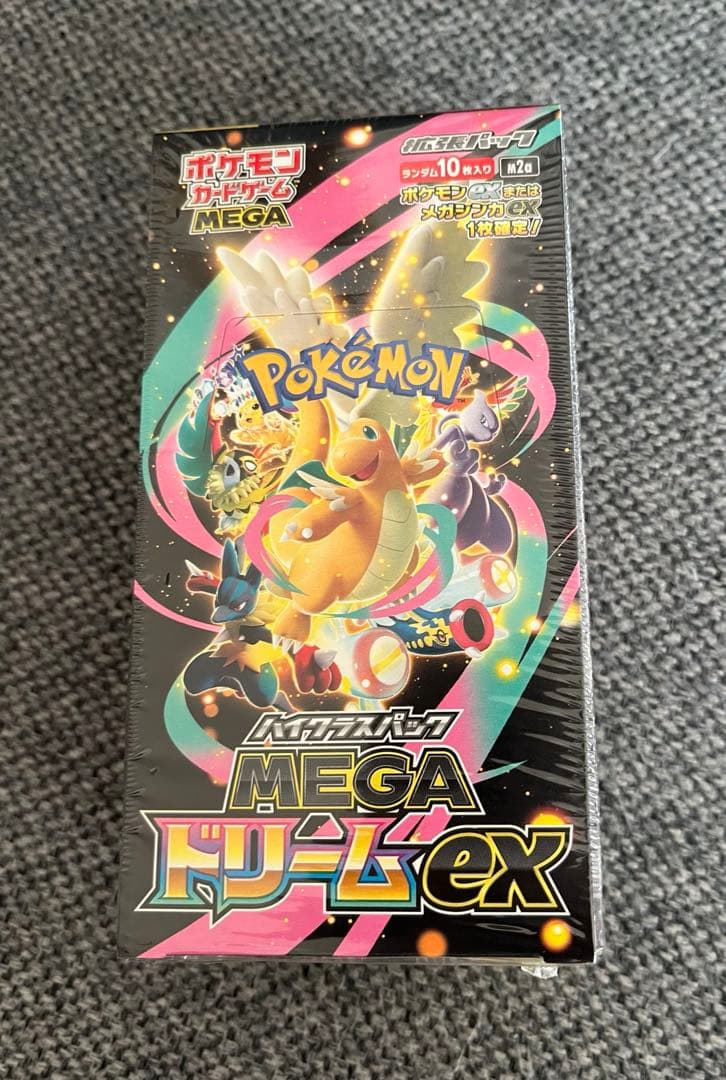 ポケモン
カードゲーム
MEGA
拡張パック
ランダム10枚入り M2a
ポケモンexまたは
メガシンカex
1枚確定!
POKéMON
TM
ハイクラスパック
MEGA
ドリームex